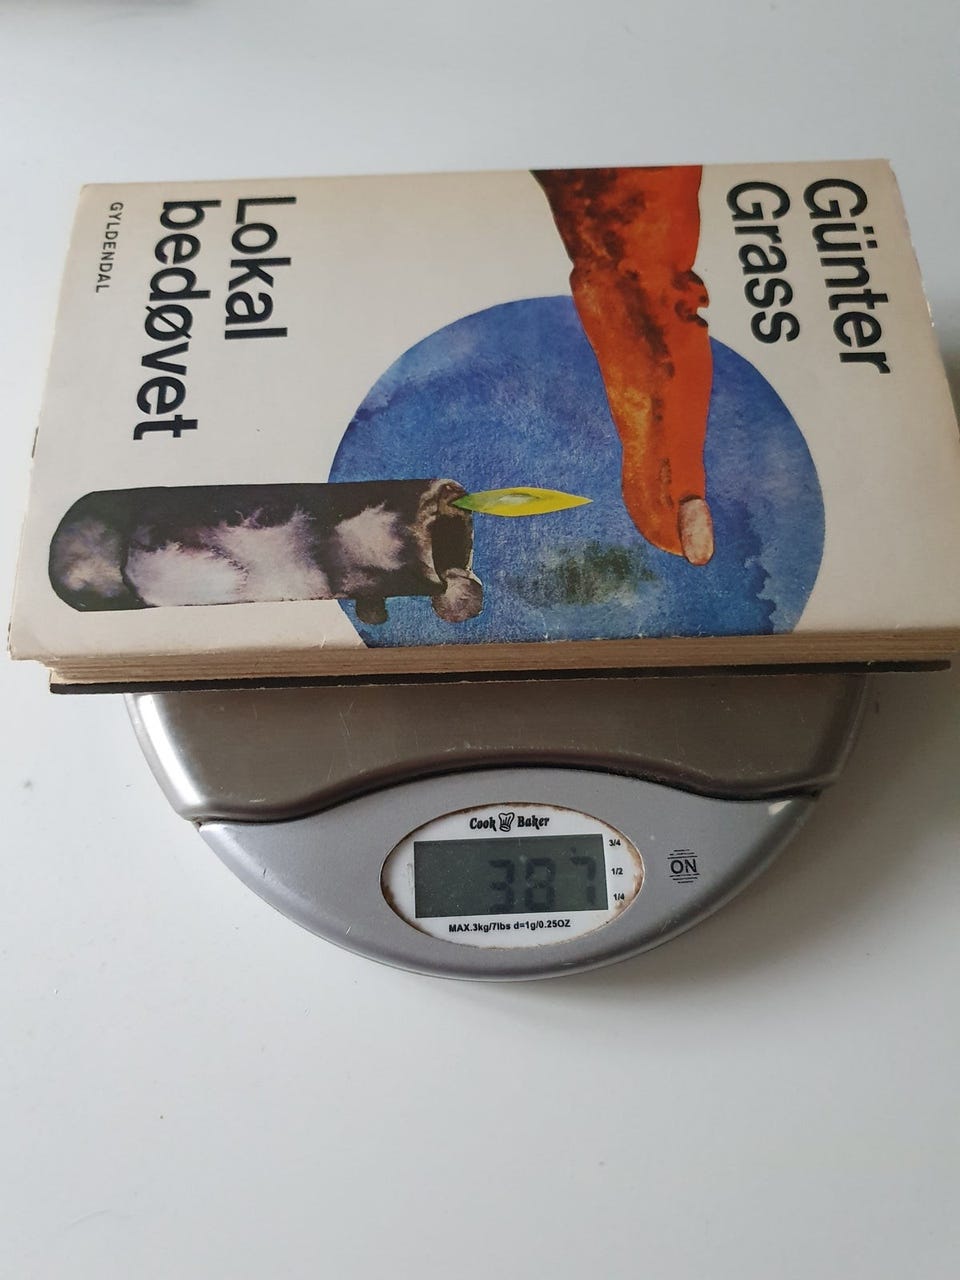 Günter
Grass
Lokal
bedøvet
GYLDENDAL
Cook Baker
387
3/4
1/2
1/4
MAX.3kg/7lbs d=1g/0.25OZ
ON